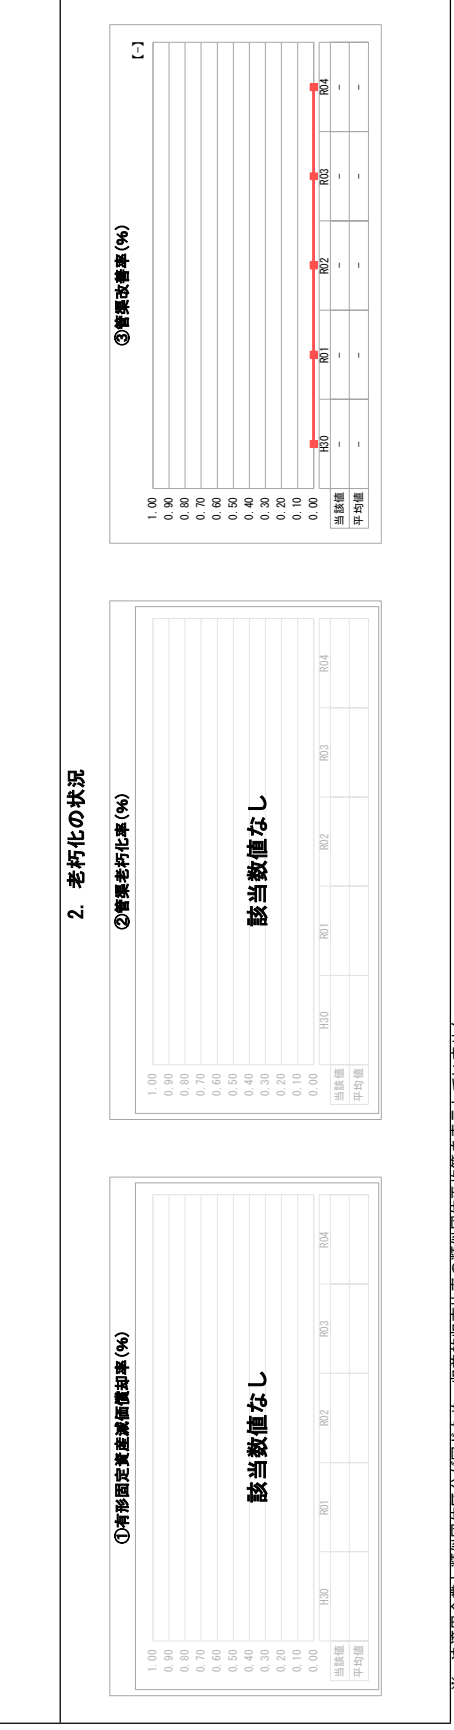 2. 老朽化の状況
①有形固定資産減価償却率(%)
1.00
0.90
0.80
0.70
0.60
0.50
0.40
0.30
0.20
0.10
0.00
H30 R01 R02 R03 R04
当該値
平均値
該当数値なし
②管渠老朽化率(%)
1.00
0.90
0.80
0.70
0.60
0.50
0.40
0.30
0.20
0.10
0.00
H30 R01 R02 R03 R04
当該値
平均値
該当数値なし
③管渠改善率(%)
【-】
1.00
0.90
0.80
0.70
0.60
0.50
0.40
0.30
0.20
0.10
0.00
H30 R01 R02 R03 R04
当該値 - - - - -
平均値 - - - - -